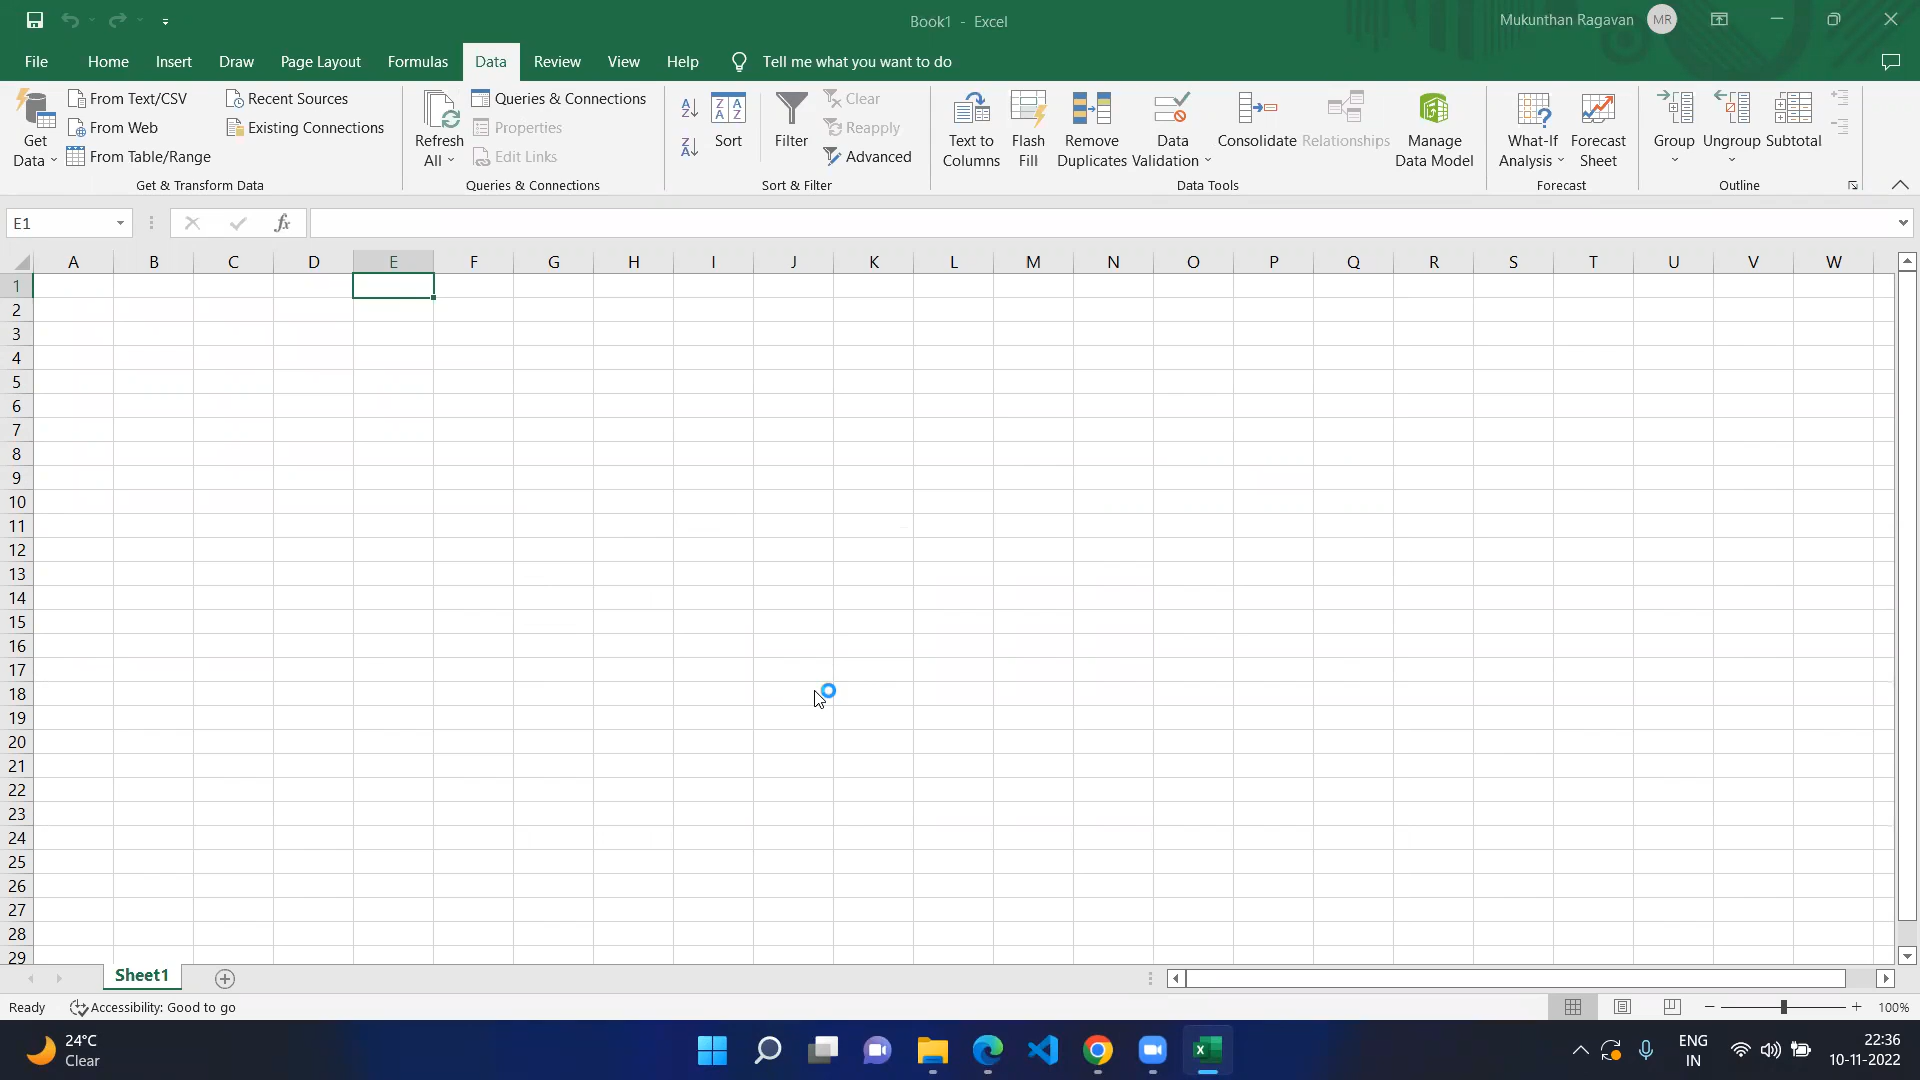 Book1 - Excel
Mukunthan Ragavan MR
File Home Insert Draw Page Layout Formulas Data Review View Help Tell me what you want to do
From Text/CSV
From Web
From Table/Range
Get
Data
Recent Sources
Existing Connections
Get & Transform Data
Refresh
All
Queries & Connections
Properties
Edit Links
Queries & Connections
Sort
Filter
Clear
Reapply
Advanced
Sort & Filter
Text to
Columns
Flash
Fill
Remove
Duplicates
Data
Validation
Consolidate
Relationships
Manage
Data Model
Data Tools
What-If
Analysis
Forecast
Sheet
Forecast
Group
Ungroup
Subtotal
Outline
E1
fx
A B C D E F G H I J K L M N O P Q R S T U V W
1
2
3
4
5
6
7
8
9
10
11
12
13
14
15
16
17
18
19
20
21
22
23
24
25
26
27
28
29
Sheet1
Ready Accessibility: Good to go
100%
24°C
Clear
ENG
IN
22:36
10-11-2022